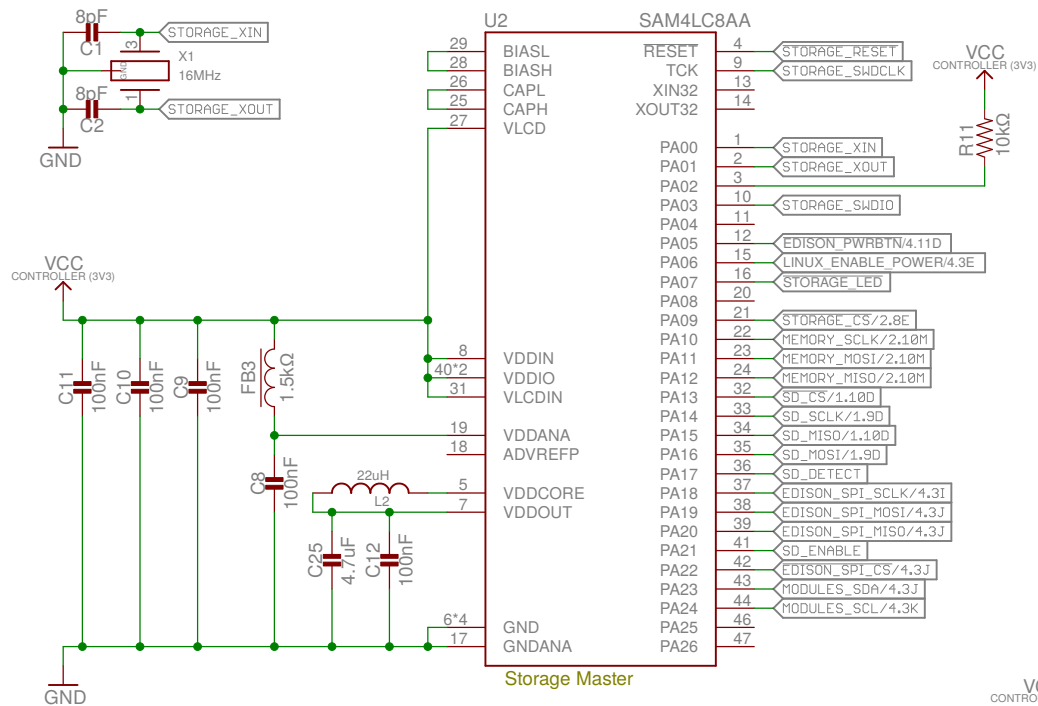 8pF
C1
STORAGE_XIN
3
X1
GND
16MHz
8pF
1
C2
STORAGE_XOUT
GND
U2
SAM4LC8AA
29 BIASL
28 BIASH
26 CAPL
25 CAPH
27 VLCD
RESET 4 STORAGE_RESET
TCK 9 STORAGE_SWDCLK
XIN32 13
XOUT32 14
VCC
CONTROLLER (3V3)
R11
10kΩ
PA00 1 STORAGE_XIN
PA01 2 STORAGE_XOUT
PA02 3
PA03 10 STORAGE_SWDIO
PA04 11
PA05 12 EDISON_PWRBTN/4.11D
PA06 15 LINUX_ENABLE_POWER/4.3E
PA07 16 STORAGE_LED
PA08 20
PA09 21 STORAGE_CS/2.8E
PA10 22 MEMORY_SCLK/2.10M
PA11 23 MEMORY_MOSI/2.10M
PA12 24 MEMORY_MISO/2.10M
PA13 32 SD_CS/1.10D
PA14 33 SD_SCLK/1.9D
PA15 34 SD_MISO/1.10D
PA16 35 SD_MOSI/1.9D
PA17 36 SD_DETECT
PA18 37 EDISON_SPI_SCLK/4.3I
PA19 38 EDISON_SPI_MOSI/4.3J
PA20 39 EDISON_SPI_MISO/4.3J
PA21 41 SD_ENABLE
PA22 42 EDISON_SPI_CS/4.3J
PA23 43 MODULES_SDA/4.3J
PA24 44 MODULES_SCL/4.3K
PA25 46
PA26 47
VCC
CONTROLLER (3V3)
C11
100nF
C10
100nF
C9
100nF
FB3
1.5kΩ
8 VDDIN
40*2 VDDIO
31 VLCDIN
19 VDDANA
18 ADVREFP
C8
100nF
22uH
L2
5 VDDCORE
7 VDDOUT
C25
4.7uF
C12
100nF
6*4 GND
17 GNDANA
GND
Storage Master